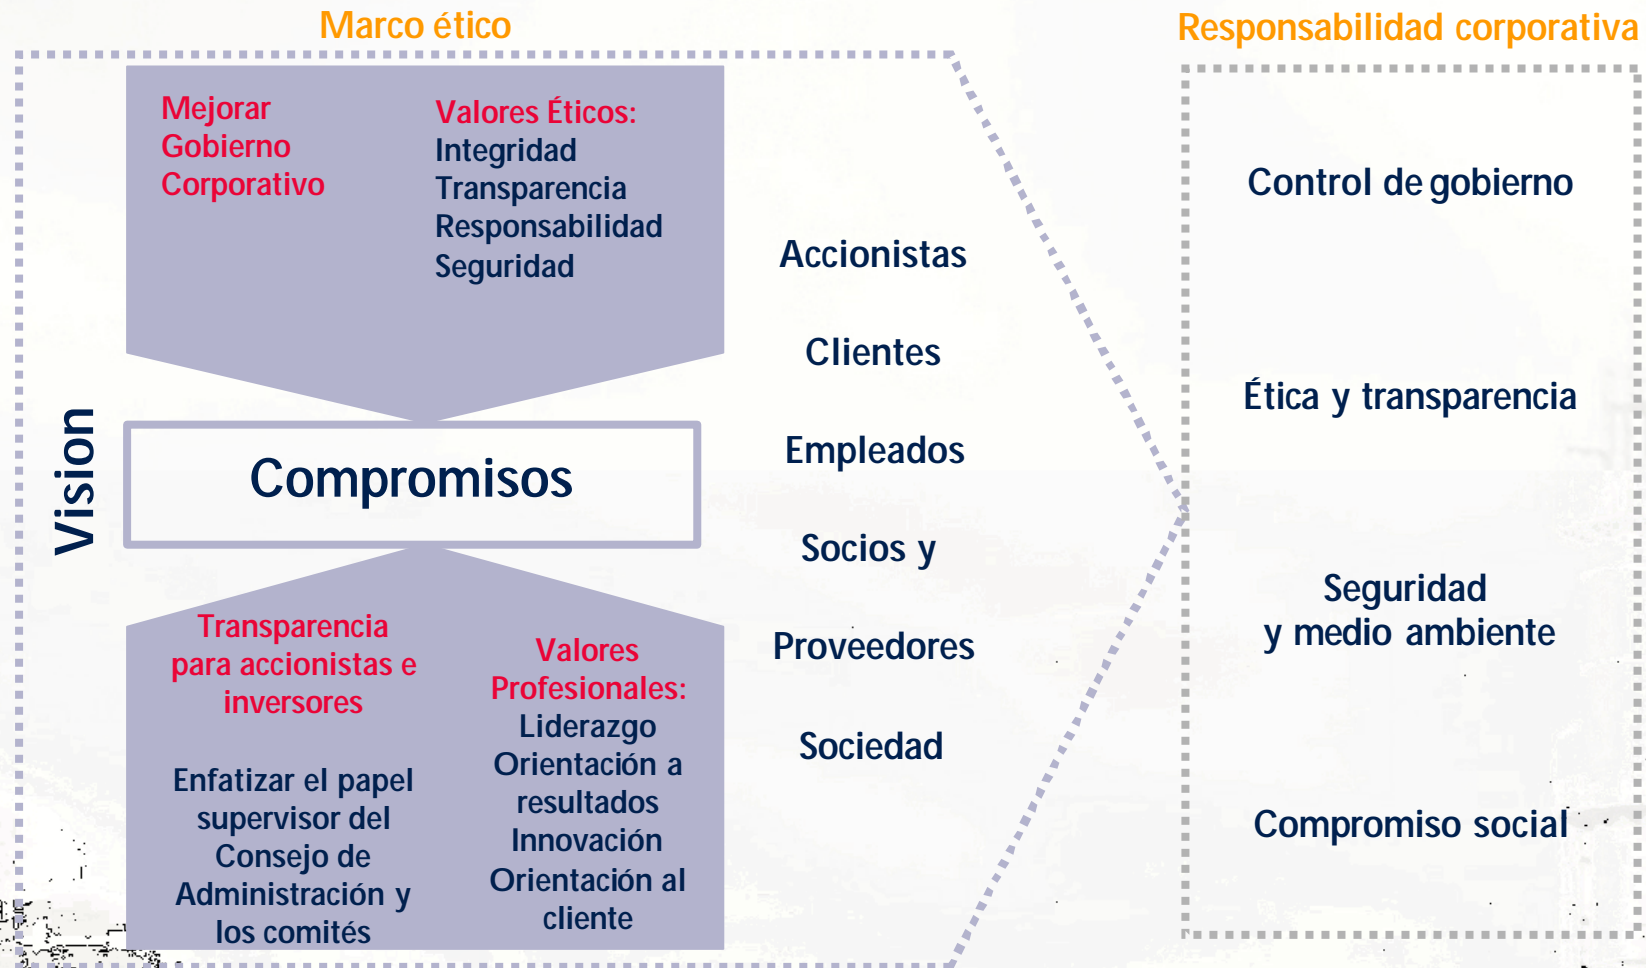 Marco ético
Responsabilidad corporativa
Vision
Mejorar
Gobierno
Corporativo
Valores Éticos:
Integridad
Transparencia
Responsabilidad
Seguridad
Compromisos
Transparencia
para accionistas e
inversores
Enfatizar el papel
supervisor del
Consejo de
Administración y
los comités
Valores
Profesionales:
Liderazgo
Orientación a
resultados
Innovación
Orientación al
cliente
Accionistas
Clientes
Empleados
Socios y
Proveedores
Sociedad
Control de gobierno
Ética y transparencia
Seguridad
y medio ambiente
Compromiso social